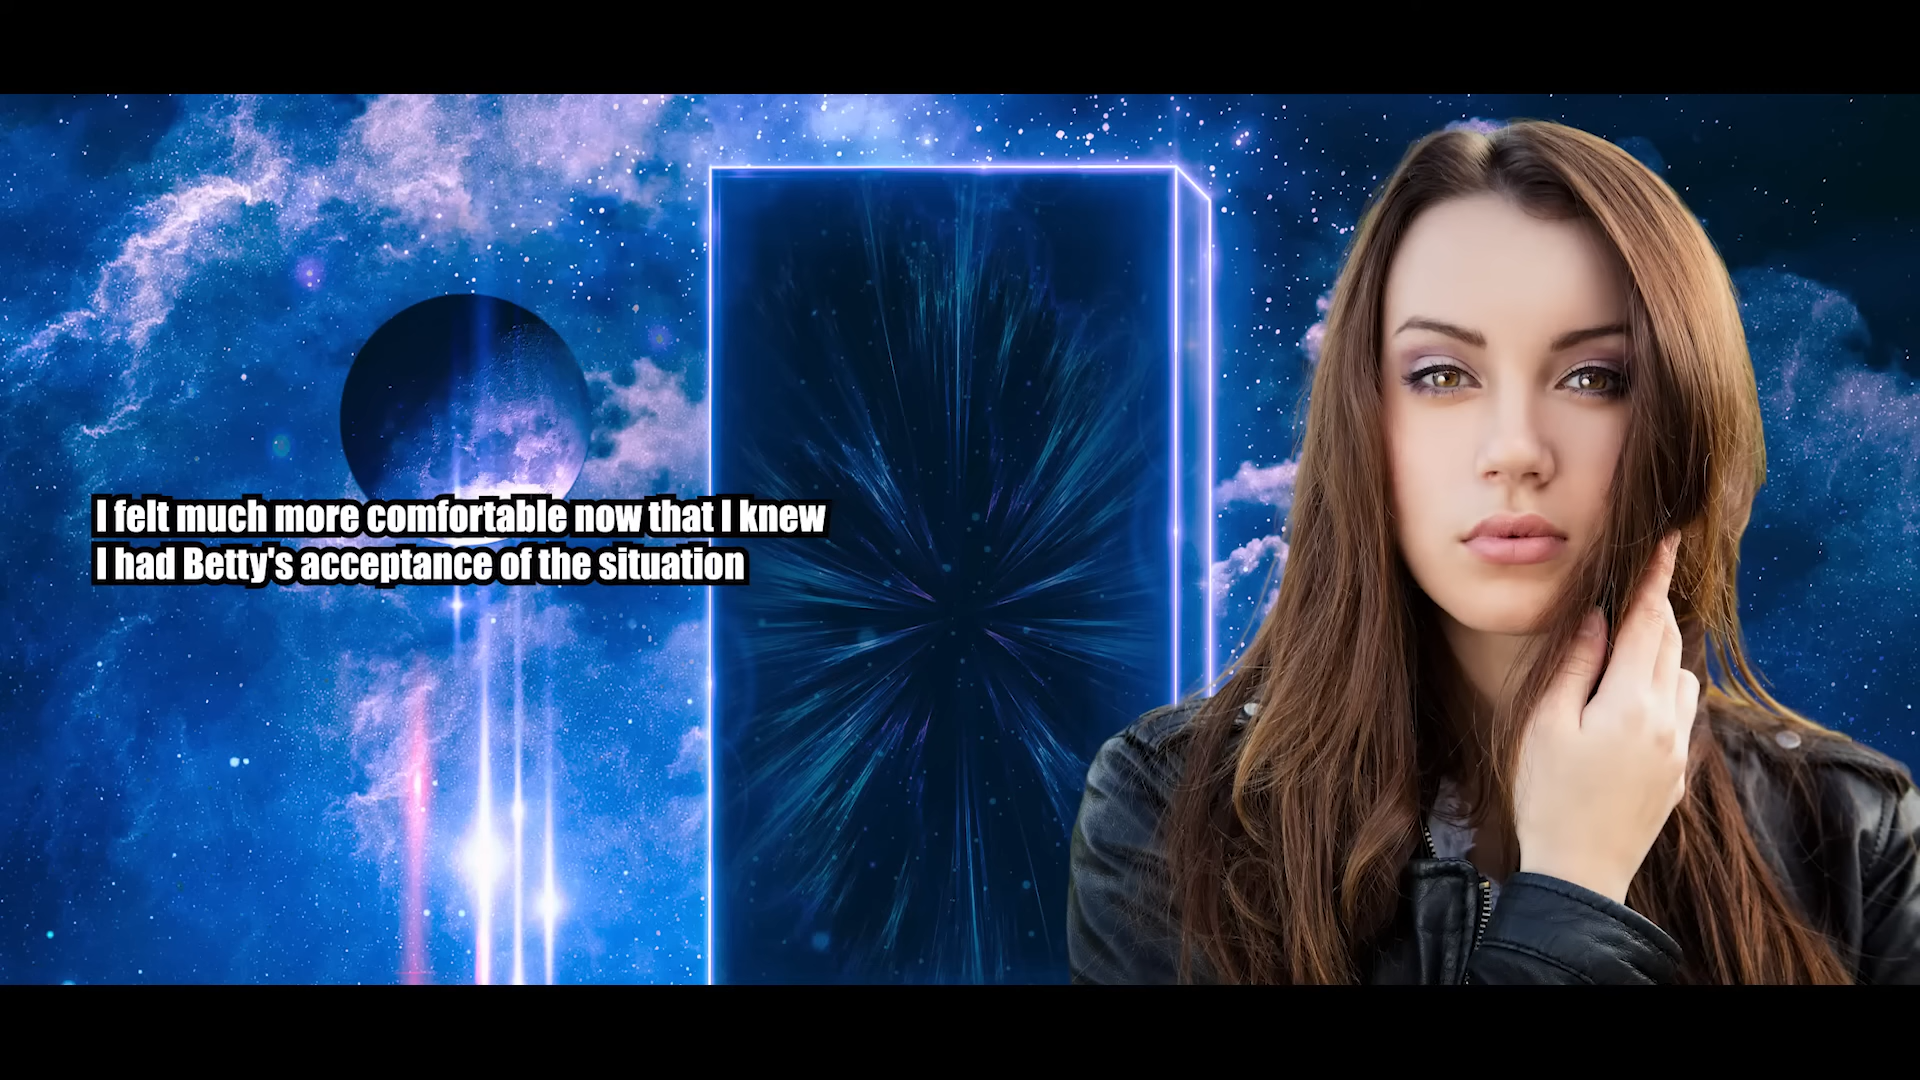 I felt much more comfortable now that I knew
I had Betty's acceptance of the situation